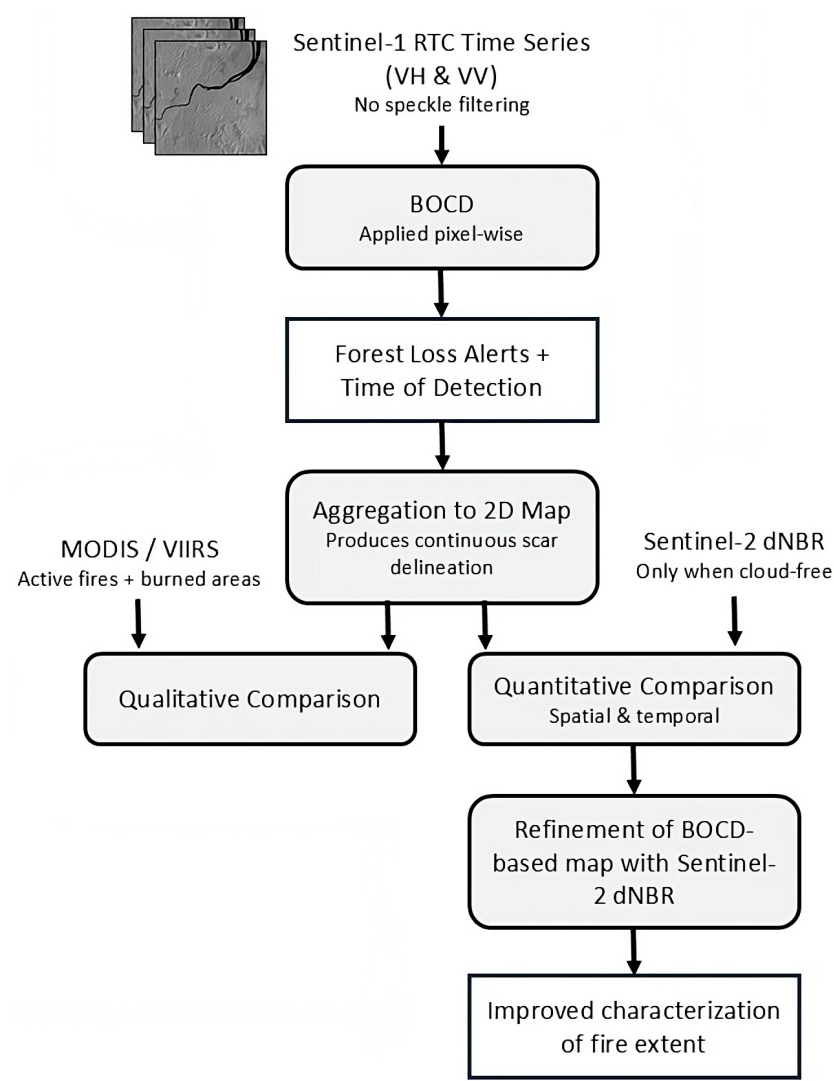 Sentinel-1 RTC Time Series
(VH & VV)
No speckle filtering
BOCD
Applied pixel-wise
Forest Loss Alerts +
Time of Detection
Aggregation to 2D Map
Produces continuous scar
delineation
MODIS / VIIRS
Active fires + burned areas
Sentinel-2 dNBR
Only when cloud-free
Qualitative Comparison
Quantitative Comparison
Spatial & temporal
Refinement of BOCD-
based map with Sentinel-
2 dNBR
Improved characterization
of fire extent